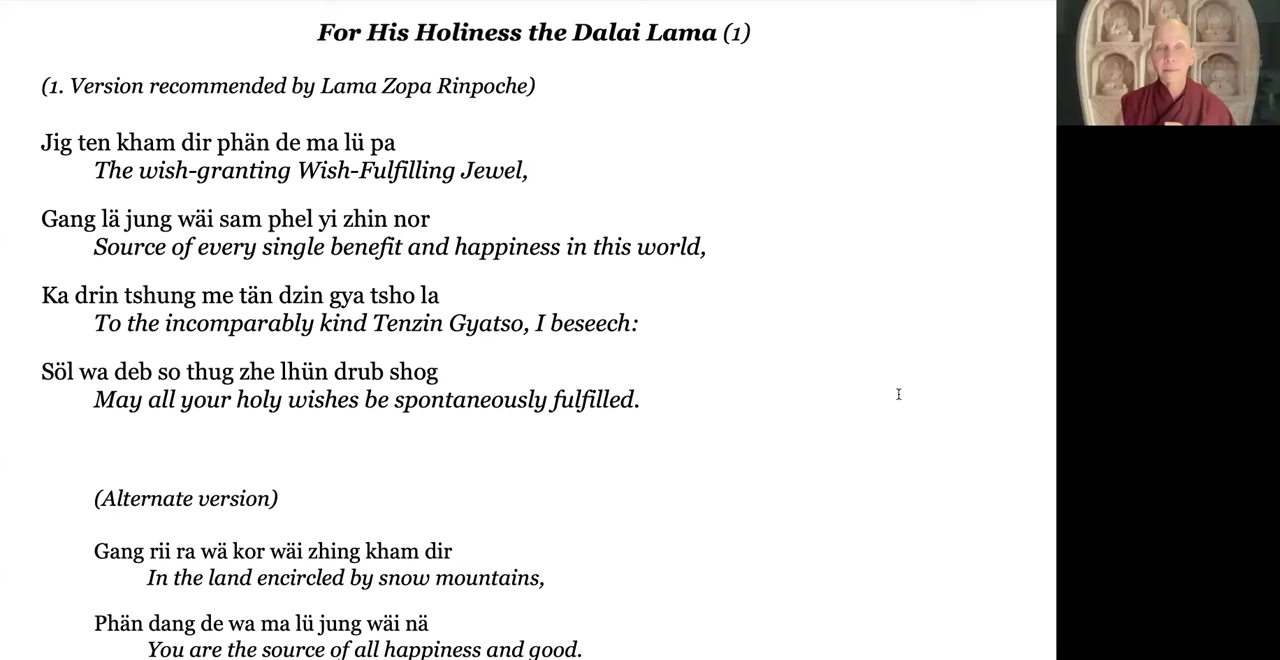 For His Holiness the Dalai Lama (1)
(1. Version recommended by Lama Zopa Rinpoche)
Jig ten kham dir phän de ma lü pa
The wish-granting Wish-Fulfilling Jewel,
Gang lä jung wäi sam phel yi zhin nor
Source of every single benefit and happiness in this world,
Ka drin tshung me tän dzin gya tsho la
To the incomparably kind Tenzin Gyatso, I beseech:
Söl wa deb so thug zhe lhün drub shog
May all your holy wishes be spontaneously fulfilled.
(Alternate version)
Gang rii ra wä kor wäi zhing kham dir
In the land encircled by snow mountains,
Phän dang de wa ma lü jung wäi nä
You are the source of all happiness and good.